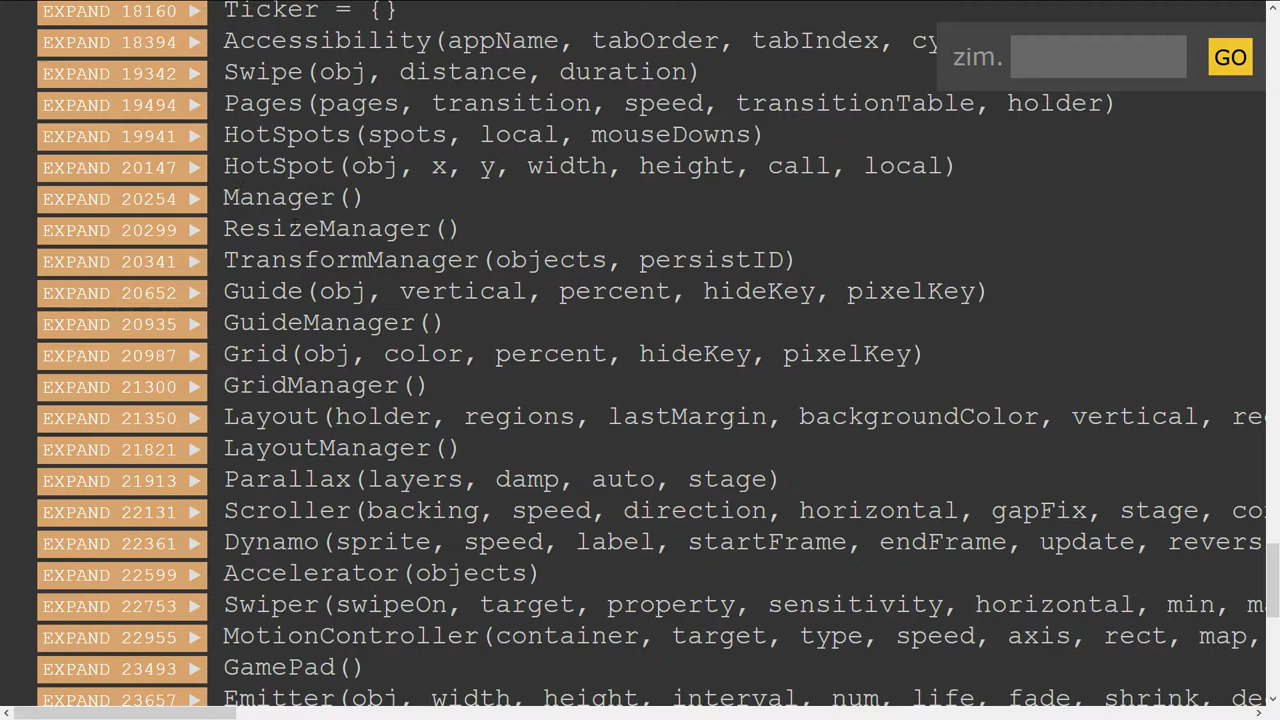 EXPAND 18160 ▶ Ticker = {}
EXPAND 18394 ▶ Accessibility(appName, tabOrder, tabIndex, cy
zim. GO
EXPAND 19342 ▶ Swipe(obj, distance, duration)
EXPAND 19494 ▶ Pages(pages, transition, speed, transitionTable, holder)
EXPAND 19941 ▶ HotSpots(spots, local, mouseDowns)
EXPAND 20147 ▶ HotSpot(obj, x, y, width, height, call, local)
EXPAND 20254 ▶ Manager()
EXPAND 20299 ▶ ResizeManager()
EXPAND 20341 ▶ TransformManager(objects, persistID)
EXPAND 20652 ▶ Guide(obj, vertical, percent, hideKey, pixelKey)
EXPAND 20935 ▶ GuideManager()
EXPAND 20987 ▶ Grid(obj, color, percent, hideKey, pixelKey)
EXPAND 21300 ▶ GridManager()
EXPAND 21350 ▶ Layout(holder, regions, lastMargin, backgroundColor, vertical, re
EXPAND 21821 ▶ LayoutManager()
EXPAND 21913 ▶ Parallax(layers, damp, auto, stage)
EXPAND 22131 ▶ Scroller(backing, speed, direction, horizontal, gapFix, stage, co
EXPAND 22361 ▶ Dynamo(sprite, speed, label, startFrame, endFrame, update, revers
EXPAND 22599 ▶ Accelerator(objects)
EXPAND 22753 ▶ Swiper(swipeOn, target, property, sensitivity, horizontal, min, ma
EXPAND 22955 ▶ MotionController(container, target, type, speed, axis, rect, map,
EXPAND 23493 ▶ GamePad()
EXPAND 23657 ▶ Emitter(obj, width, height, interval, num, life, fade, shrink, de